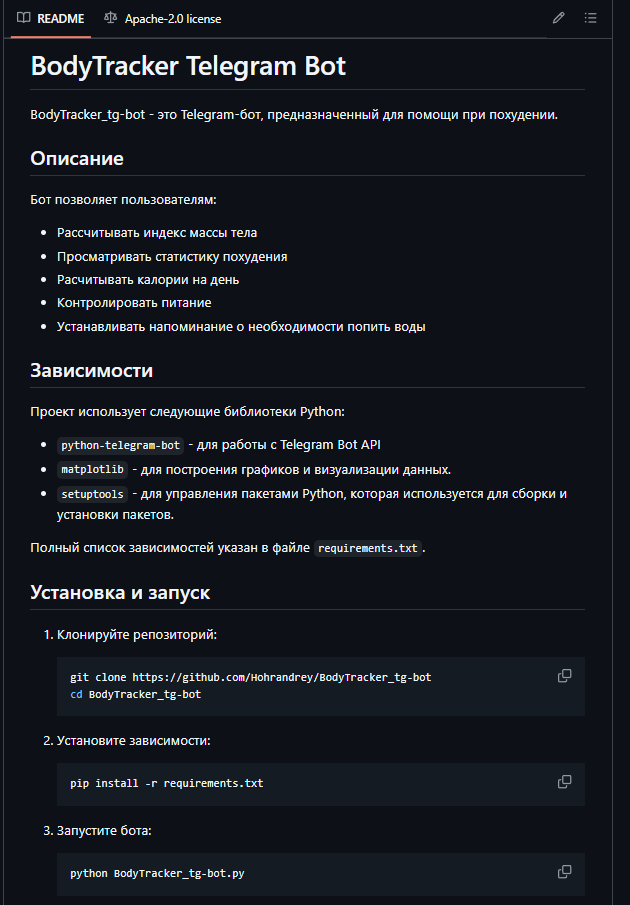 README
Apache-2.0 license
BodyTracker Telegram Bot
BodyTracker_tg-bot - это Telegram-бот, предназначенный для помощи при похудении.
Описание
Бот позволяет пользователям:
Рассчитывать индекс массы тела
Просматривать статистику похудения
Расчитывать калории на день
Контролировать питание
Устанавливать напоминание о необходимости попить воды
Зависимости
Проект использует следующие библиотеки Python:
python-telegram-bot - для работы с Telegram Bot API
matplotlib - для построения графиков и визуализации данных.
setuptools - для управления пакетами Python, которая используется для сборки и
установки пакетов.
Полный список зависимостей указан в файле requirements.txt.
Установка и запуск
1. Клонируйте репозиторий:
git clone https://github.com/Hohrandrey/BodyTracker_tg-bot
cd BodyTracker_tg-bot
2. Установите зависимости:
pip install -r requirements.txt
3. Запустите бота:
python BodyTracker_tg-bot.py